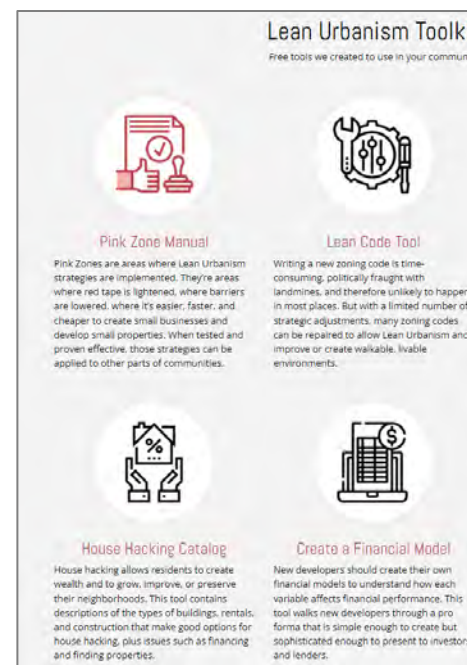 Lean Urbanism Toolk
Free tools we created to use in your commun
Pink Zone Manual
Pink Zones are areas where Lean Urbanism
strategies are implemented. They're areas
where red tape is lightened, where barriers
are lowered, where it's easier, faster, and
cheaper to create small businesses and
develop small properties. When tested and
proven effective, those strategies can be
applied to other parts of communities.
Lean Code Tool
Writing a new zoning code is time-
consuming, politically fraught with
landmines, and therefore unlikely to happen
in most places. But with a limited number of
strategic adjustments, many zoning codes
can be repaired to allow Lean Urbanism and
improve or create walkable, livable
environments.
House Hacking Catalog
House hacking allows residents to create
wealth and to grow, improve, or preserve
their neighborhoods. This tool contains
descriptions of the types of buildings, rentals,
and construction that make good options for
house hacking, plus issues such as financing
and finding properties.
Create a Financial Model
New developers should create their own
financial models to understand how each
variable affects financial performance. This
tool walks new developers through a pro
forma that is simple enough to create but
sophisticated enough to present to investor
and lenders.